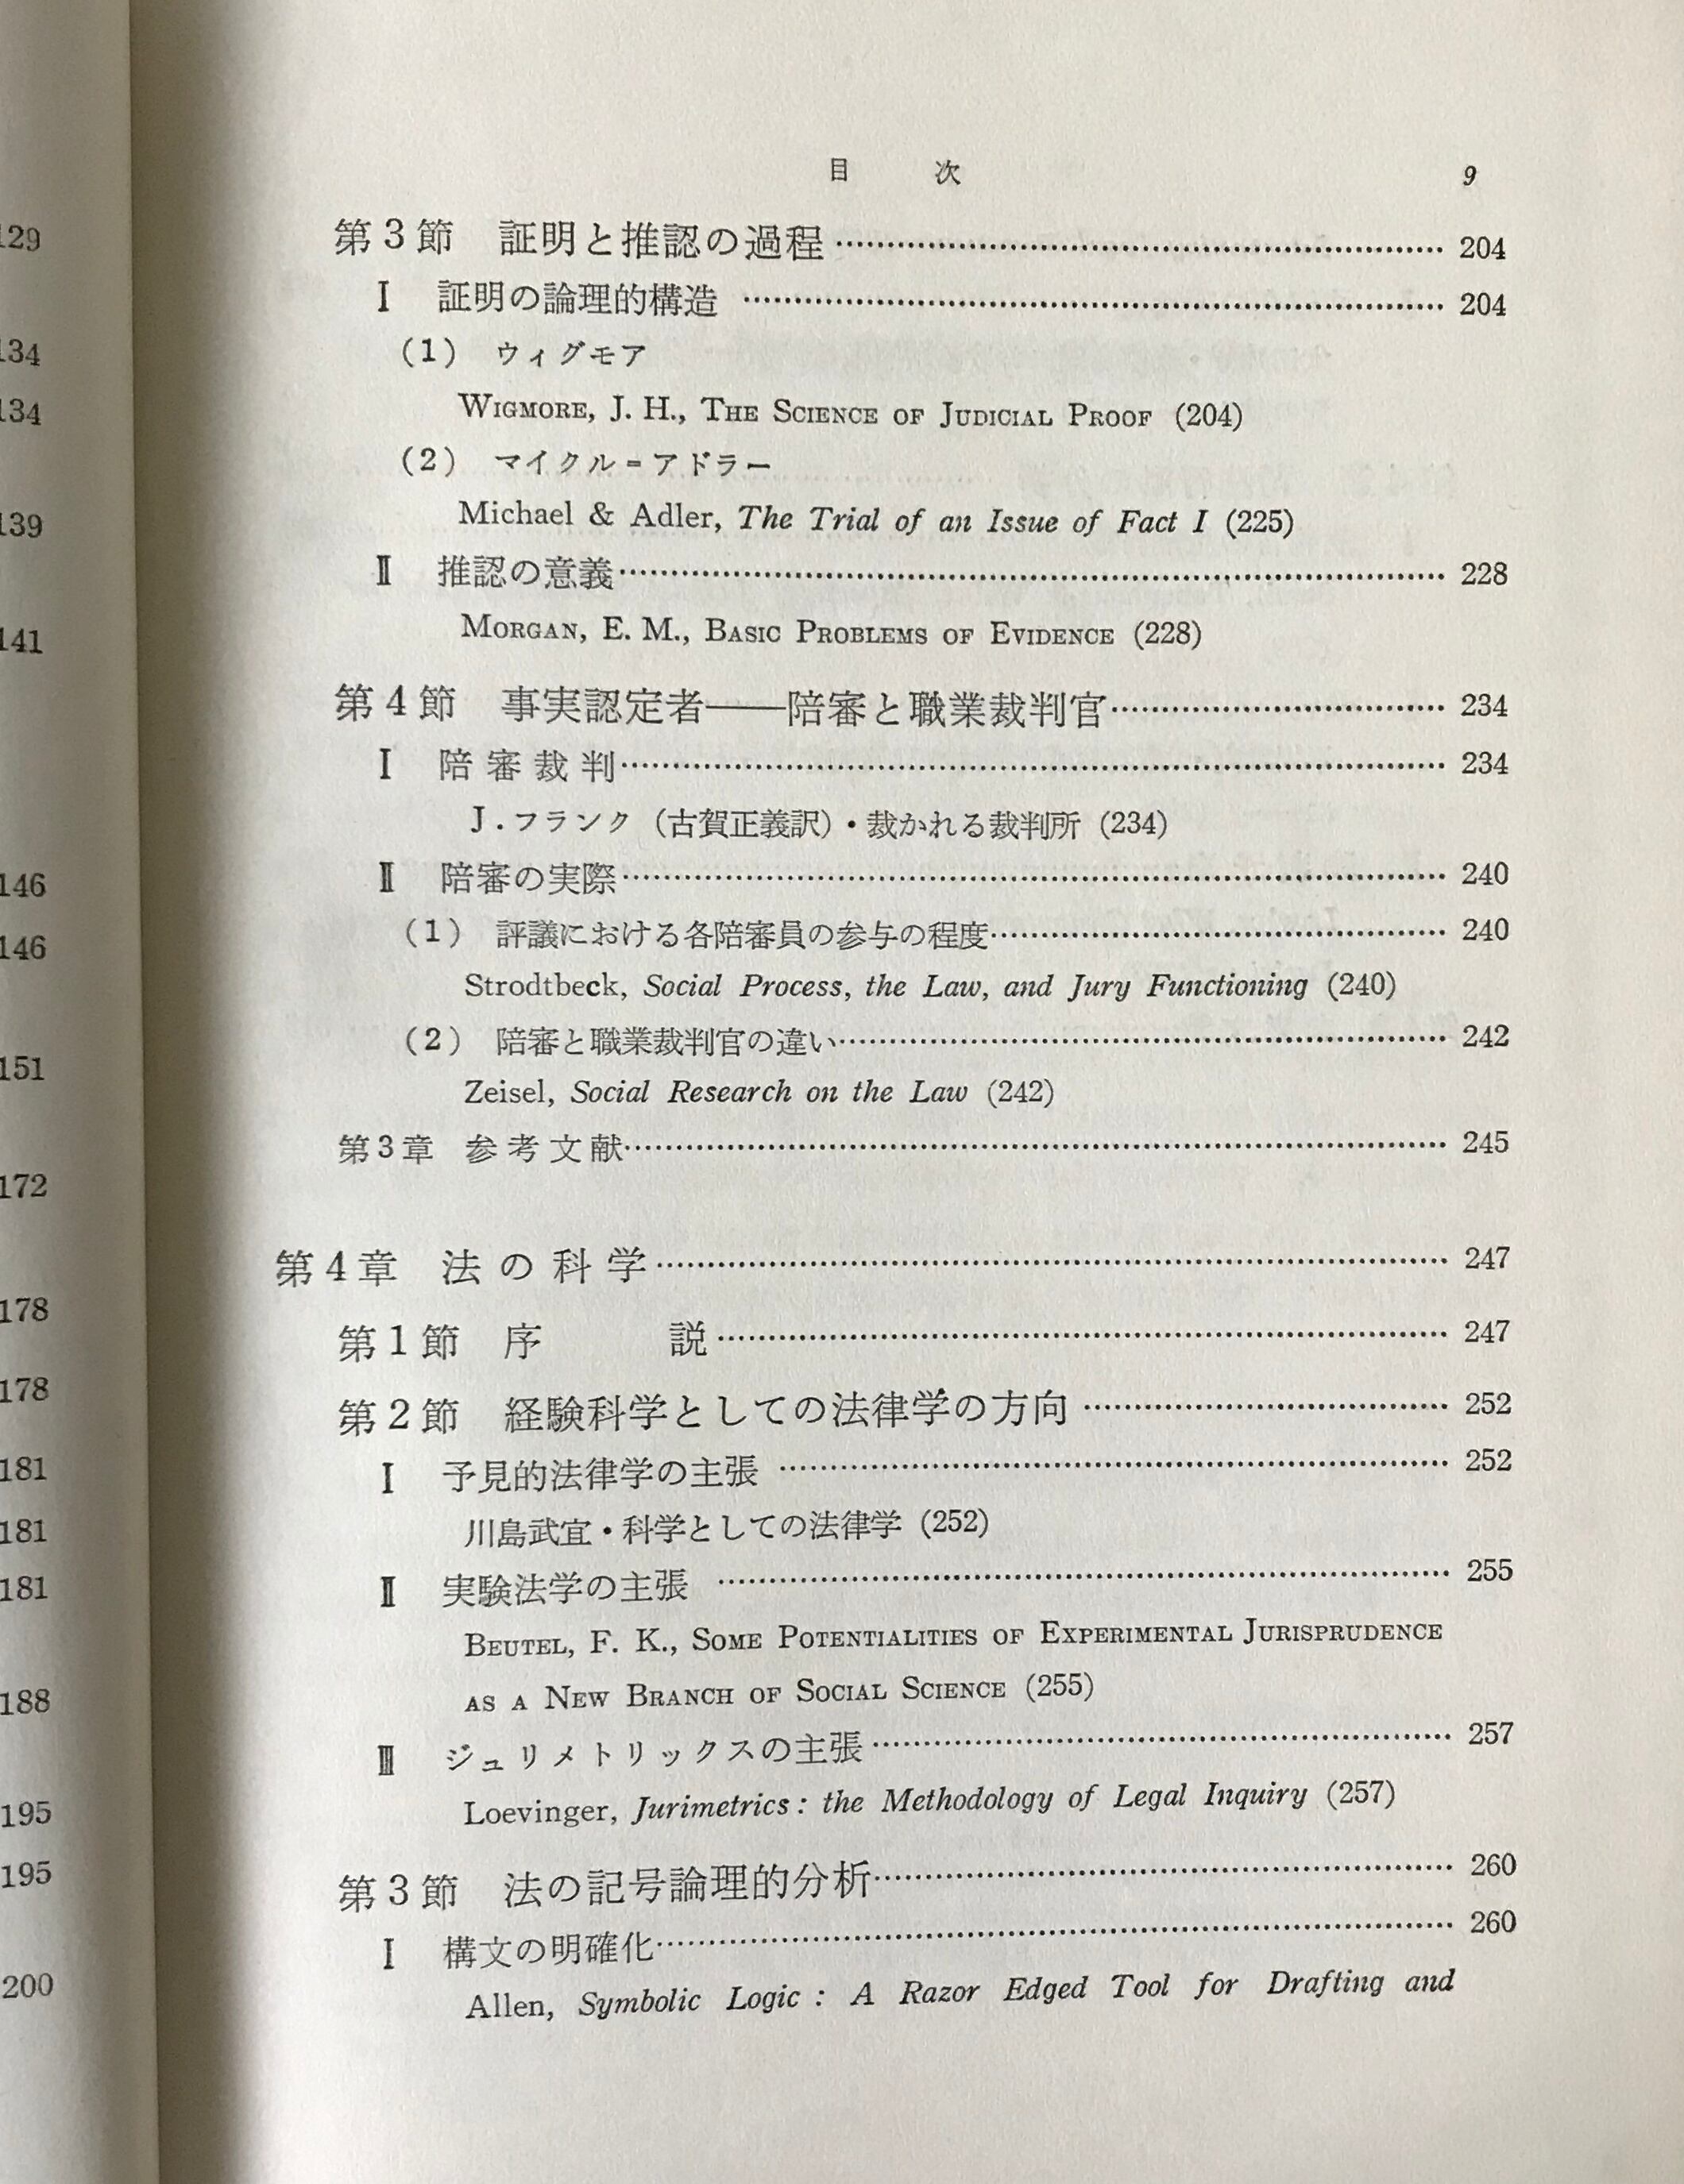 129
134
134
139
141
146
146
151
172
178
178
181
181
181
188
195
195
200
目 次 9
第3節 証明と推認の過程 …… 204
Ⅰ 証明の論理的構造 …… 204
(1) ウィグモア
WIGMORE, J. H., THE SCIENCE OF JUDICIAL PROOF (204)
(2) マイクル=アドラー
Michael & Adler, The Trial of an Issue of Fact I (225)
Ⅱ 推認の意義 …… 228
MORGAN, E. M., BASIC PROBLEMS OF EVIDENCE (228)
第4節 事実認定者――陪審と職業裁判官 …… 234
Ⅰ 陪審裁判 …… 234
J.フランク (古賀正義訳)・裁かれる裁判所 (234)
Ⅱ 陪審の実際 …… 240
(1) 評議における各陪審員の参与の程度 …… 240
Strodtbeck, Social Process, the Law, and Jury Functioning (240)
(2) 陪審と職業裁判官の違い …… 242
Zeisel, Social Research on the Law (242)
第3章 参考文献 …… 245
第4章 法の科学 …… 247
第1節 序 説 …… 247
第2節 経験科学としての法律学の方向 …… 252
Ⅰ 予見的法律学の主張 …… 252
川島武宜・科学としての法律学 (252)
Ⅱ 実験法学の主張 …… 255
BEUTEL, F. K., SOME POTENTIALITIES OF EXPERIMENTAL JURISPRUDENCE
AS A NEW BRANCH OF SOCIAL SCIENCE (255)
Ⅲ ジュリメトリックスの主張 …… 257
Loevinger, Jurimetrics: the Methodology of Legal Inquiry (257)
第3節 法の記号論理的分析 …… 260
Ⅰ 構文の明確化 …… 260
Allen, Symbolic Logic: A Razor Edged Tool for Drafting and